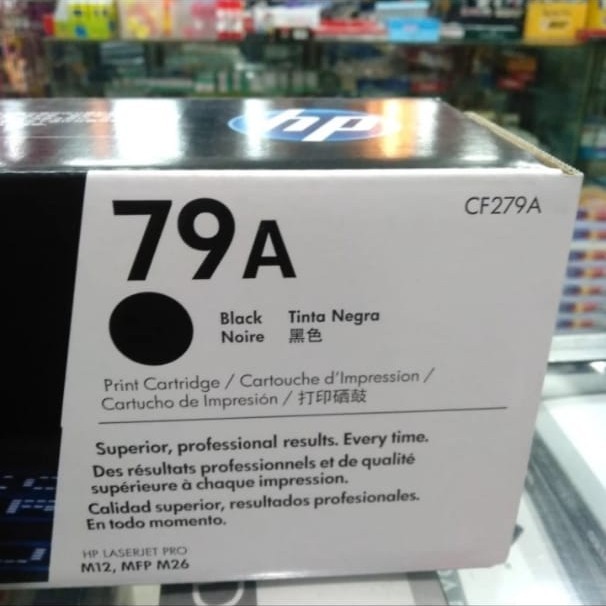 hp
79A
CF279A
Black Tinta Negra
Noire 黑色
Print Cartridge / Cartouche d'Impression /
Cartucho de Impresión / 打印硒鼓
Superior, professional results. Every time.
Des résultats professionnels et de qualité
supérieure à chaque impression.
Calidad superior, resultados profesionales.
En todo momento.
HP LASERJET PRO
M12, MFP M26